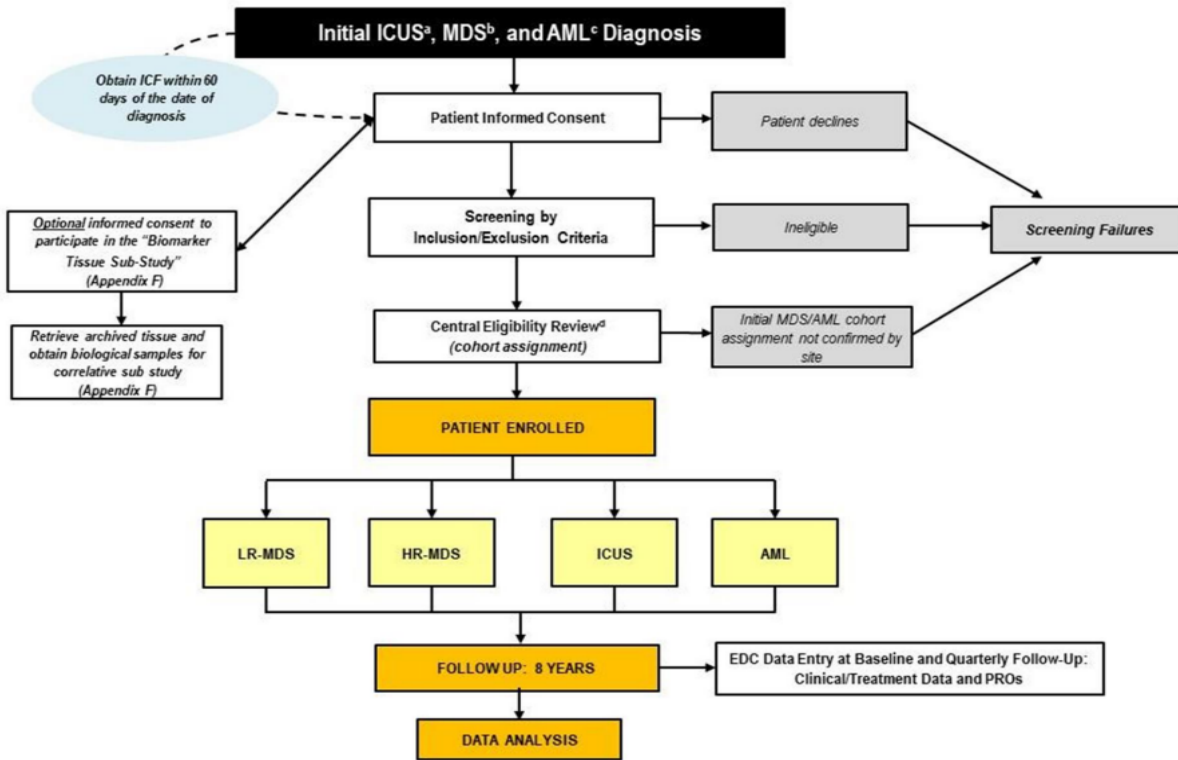 Initial ICUSᵃ, MDSᵇ, and AMLᶜ Diagnosis
Obtain ICF within 60
days of the date of
diagnosis
Patient Informed Consent
Patient declines
Optional informed consent to
participate in the “Biomarker
Tissue Sub-Study”
(Appendix F)
Screening by
Inclusion/Exclusion Criteria
Ineligible
Screening Failures
Retrieve archived tissue and
obtain biological samples for
correlative sub study
(Appendix F)
Central Eligibility Reviewᵈ
(cohort assignment)
Initial MDS/AML cohort
assignment not confirmed by
site
PATIENT ENROLLED
LR-MDS
HR-MDS
ICUS
AML
FOLLOW UP: 8 YEARS
EDC Data Entry at Baseline and Quarterly Follow-Up:
Clinical/Treatment Data and PROs
DATA ANALYSIS